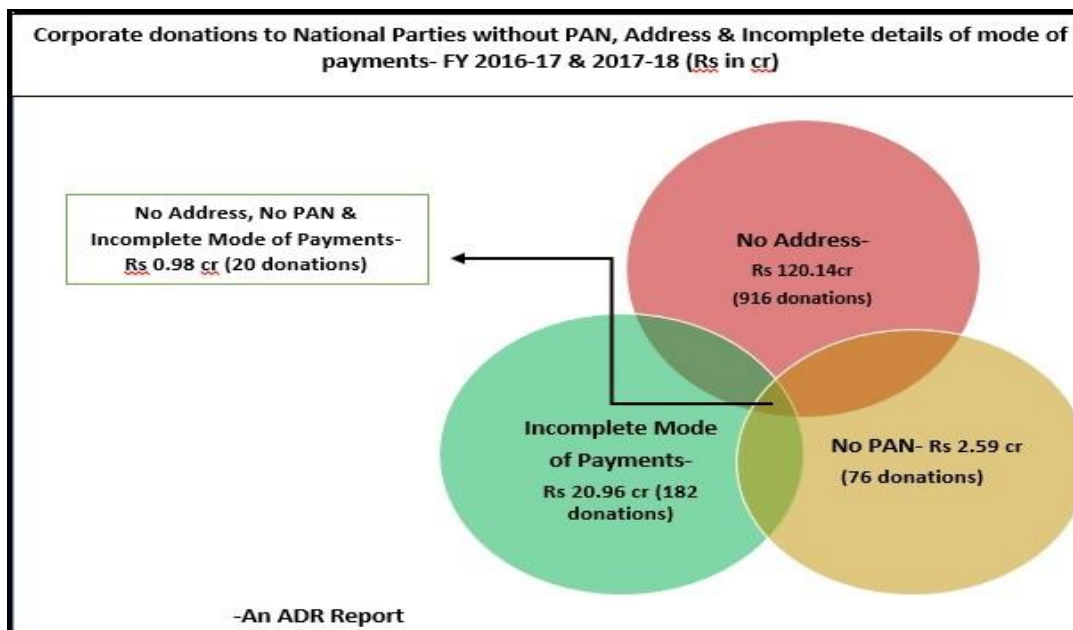 Corporate donations to National Parties without PAN, Address & Incomplete details of mode of
payments- FY 2016-17 & 2017-18 (Rs in cr)
No Address, No PAN &
Incomplete Mode of Payments-
Rs 0.98 cr (20 donations)
No Address-
Rs 120.14cr
(916 donations)
Incomplete Mode
of Payments-
Rs 20.96 cr (182
donations)
No PAN- Rs 2.59 cr
(76 donations)
-An ADR Report